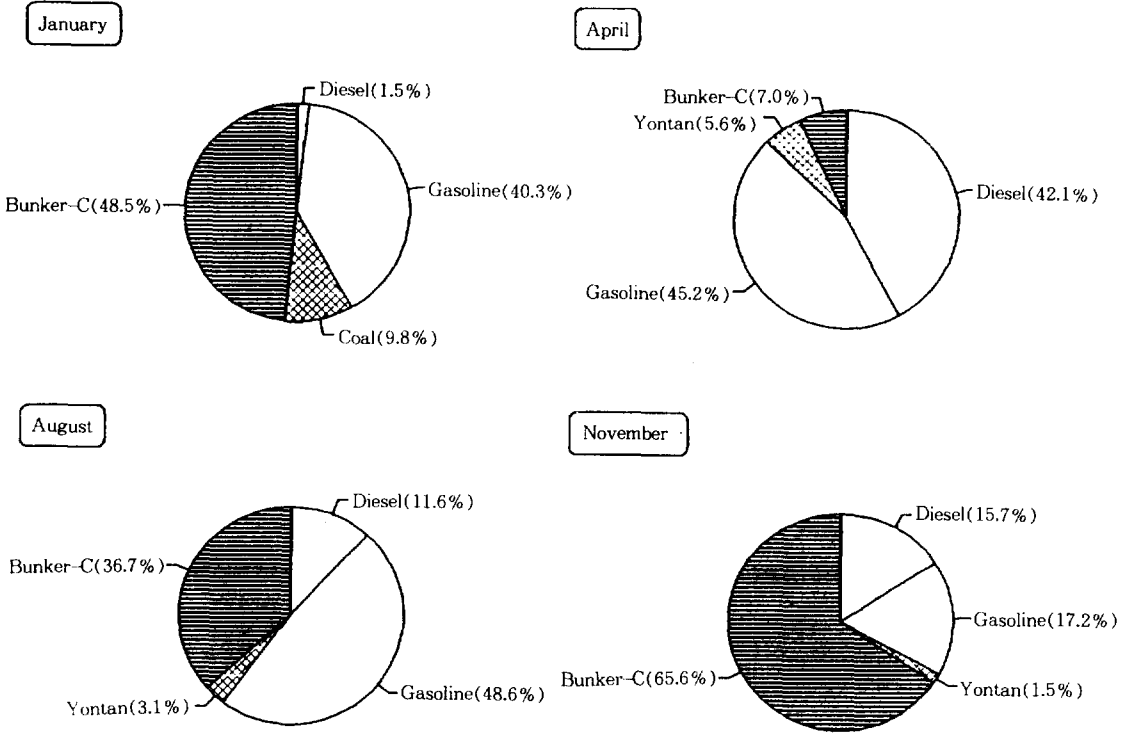 January
Diesel(1.5%)
Gasoline(40.3%)
Bunker-C(48.5%)
Coal(9.8%)
April
Bunker-C(7.0%)
Yontan(5.6%)
Diesel(42.1%)
Gasoline(45.2%)
August
Diesel(11.6%)
Bunker-C(36.7%)
Yontan(3.1%)
Gasoline(48.6%)
November
Diesel(15.7%)
Gasoline(17.2%)
Bunker-C(65.6%)
Yontan(1.5%)